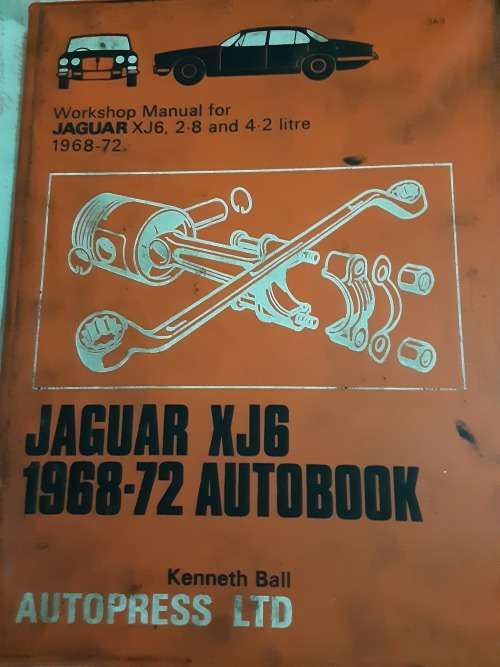 Workshop Manual for
JAGUAR XJ6, 2·8 and 4·2 litre
1968-72.
JAGUAR XJ6
1968-72 AUTOBOOK
Kenneth Ball
AUTOPRESS LTD